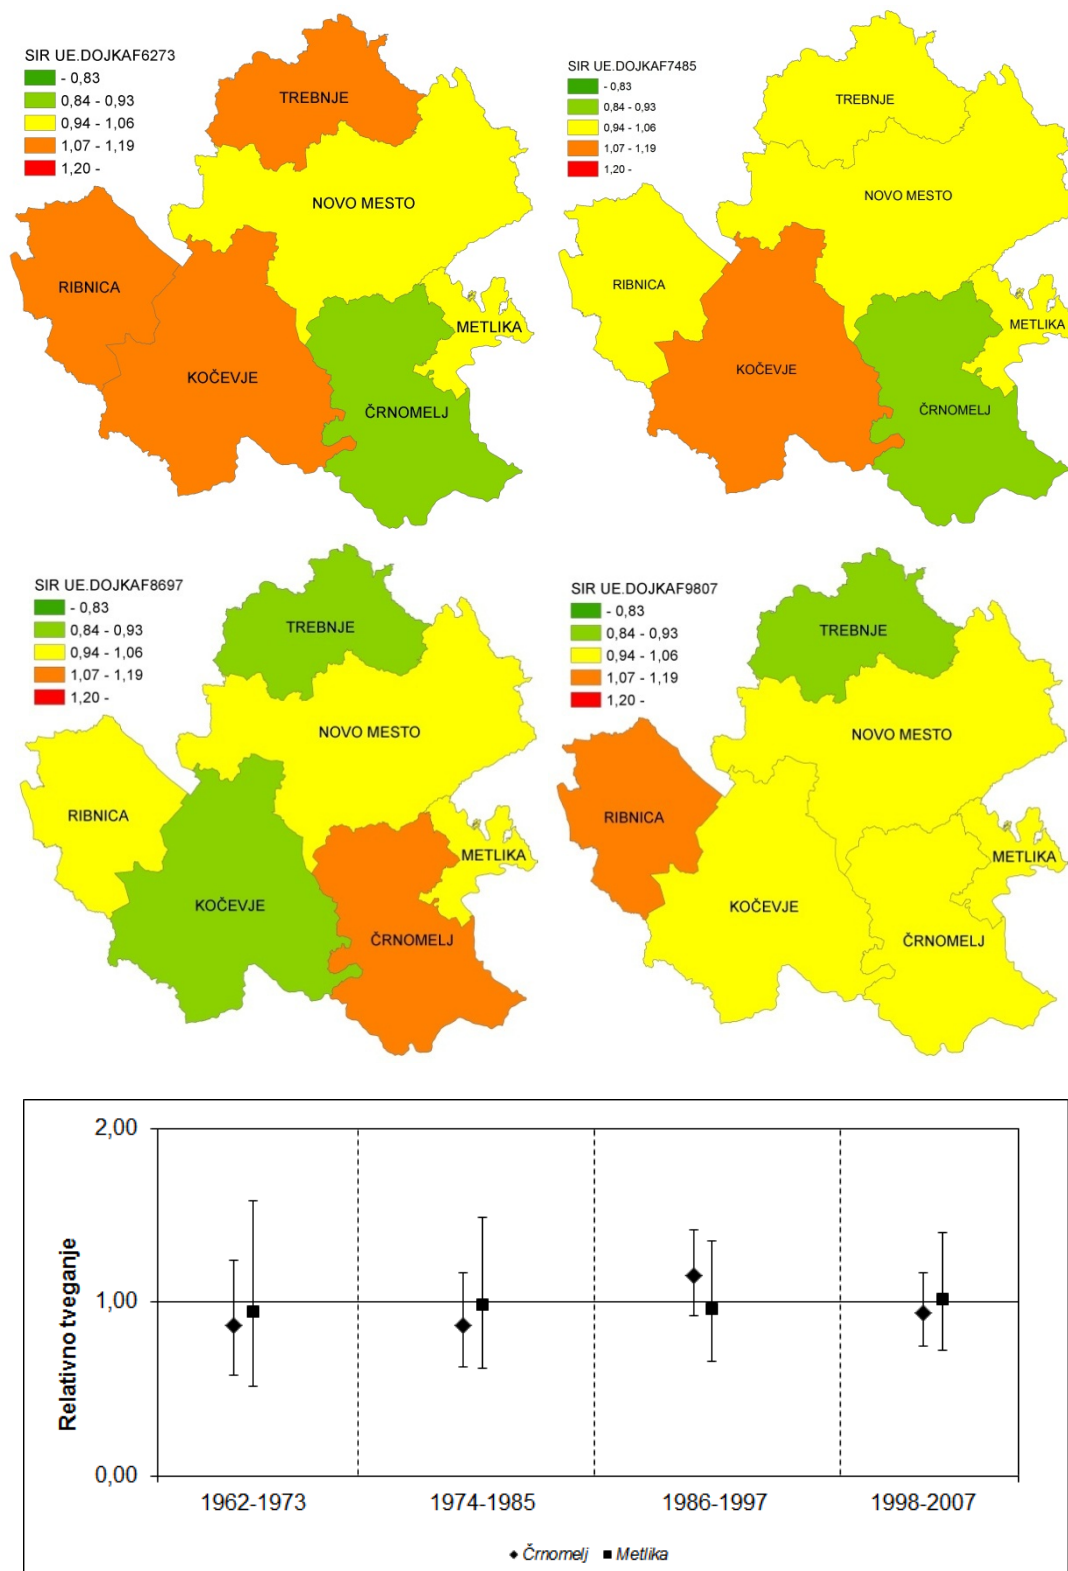 SIR UE.DOJKAF6273
- 0,83
0,84 - 0,93
0,94 - 1,06
1,07 - 1,19
1,20 -
TREBNJE
NOVO MESTO
RIBNICA
METLIKA
KOČEVJE
ČRNOMELJ
SIR UE.DOJKAF7485
- 0,83
0,84 - 0,93
0,94 - 1,06
1,07 - 1,19
1,20 -
TREBNJE
NOVO MESTO
RIBNICA
METLIKA
KOČEVJE
ČRNOMELJ
SIR UE.DOJKAF8697
- 0,83
0,84 - 0,93
0,94 - 1,06
1,07 - 1,19
1,20 -
TREBNJE
NOVO MESTO
RIBNICA
METLIKA
KOČEVJE
ČRNOMELJ
SIR UE.DOJKAF9807
- 0,83
0,84 - 0,93
0,94 - 1,06
1,07 - 1,19
1,20 -
TREBNJE
NOVO MESTO
RIBNICA
METLIKA
KOČEVJE
ČRNOMELJ
Relativno tveganje
2,00
1,00
0,00
1962-1973
1974-1985
1986-1997
1998-2007
Črnomelj
Metlika